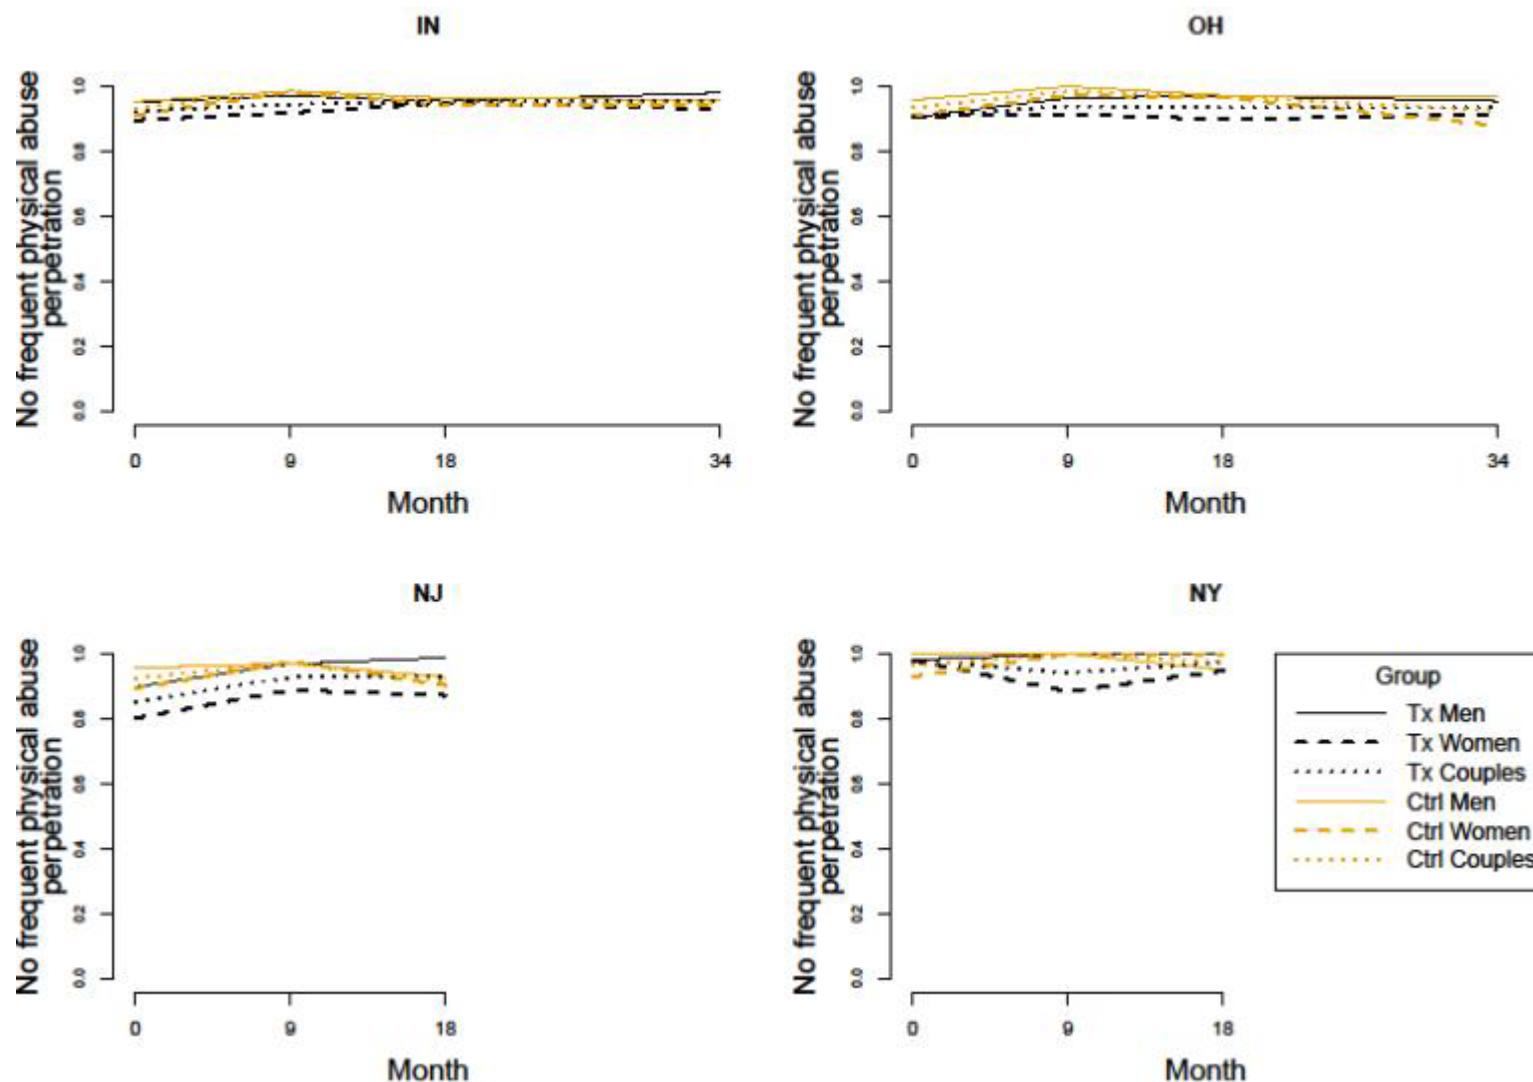 IN
No frequent physical abuse
perpetration
1.0
0.8
0.6
0.4
0.2
0.0
0 9 18 34
Month
OH
No frequent physical abuse
perpetration
1.0
0.8
0.6
0.4
0.2
0.0
0 9 18 34
Month
NJ
No frequent physical abuse
perpetration
1.0
0.8
0.6
0.4
0.2
0.0
0 9 18
Month
NY
No frequent physical abuse
perpetration
1.0
0.8
0.6
0.4
0.2
0.0
0 9 18
Month
Group
Tx Men
Tx Women
Tx Couples
Ctrl Men
Ctrl Women
Ctrl Couples